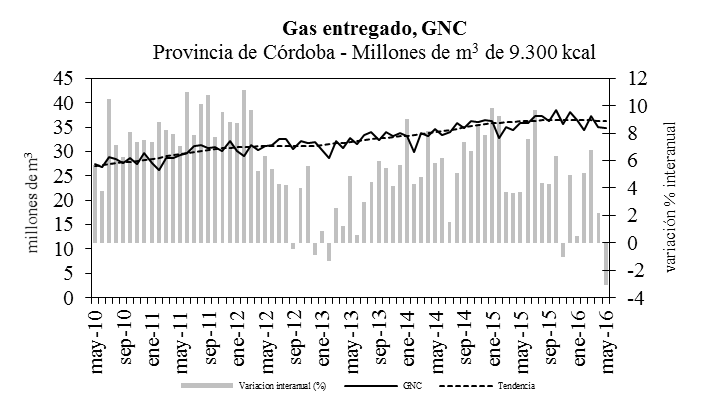 Gas entregado, GNC
Provincia de Córdoba - Millones de m³ de 9.300 kcal
45
40
35
30
25
20
15
10
5
0
millones de m³
12
10
8
6
4
2
0
-2
-4
variación % interanual
may-10
sep-10
ene-11
may-11
sep-11
ene-12
may-12
sep-12
ene-13
may-13
sep-13
ene-14
may-14
sep-14
ene-15
may-15
sep-15
ene-16
may-16
Variacion interanual (%) GNC Tendencia